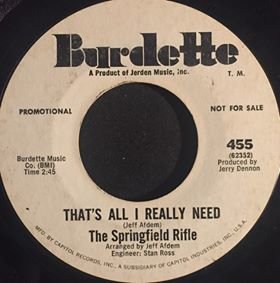 Burdette
A Product of Jerden Music, Inc.
T. M.
PROMOTIONAL
NOT FOR SALE
455
(62352)
Produced by
Jerry Dennon
Burdette Music
Co. (BMI)
Time 2:45
THAT'S ALL I REALLY NEED
(Jeff Afdem)
The Springfield Rifle
Arranged by Jeff Afdem
Engineer: Stan Ross
MFD. BY CAPITOL RECORDS, INC., A SUBSIDIARY OF CAPITOL INDUSTRIES, INC., U.S.A.